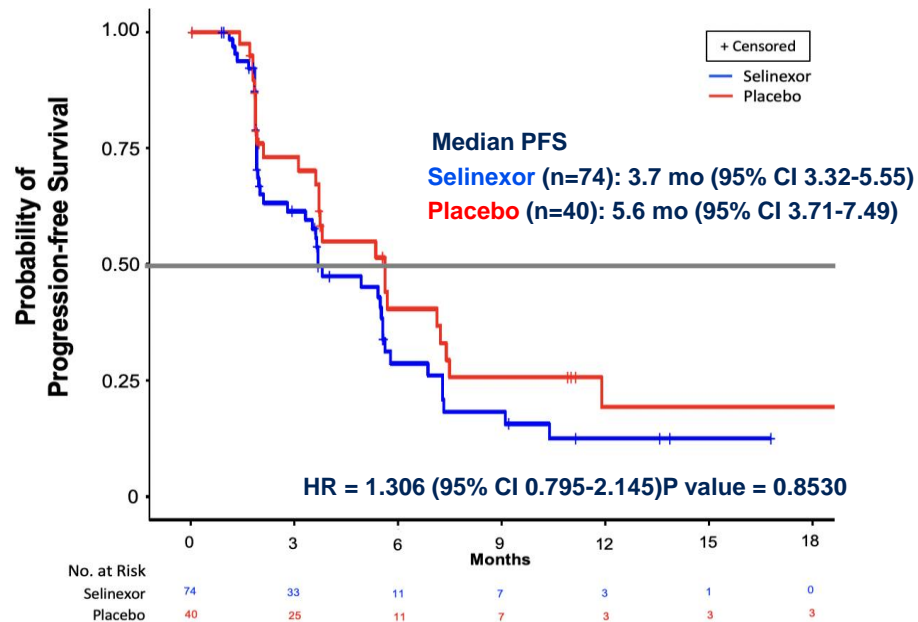 1.00
0.75
0.50
0.25
0
Probability of
Progression-free Survival
+ Censored
Selinexor
Placebo
Median PFS
Selinexor (n=74): 3.7 mo (95% CI 3.32-5.55)
Placebo (n=40): 5.6 mo (95% CI 3.71-7.49)
HR = 1.306 (95% CI 0.795-2.145)P value = 0.8530
0 3 6 9 12 15 18
Months
No. at Risk
Selinexor 74 33 11 7 3 1 0
Placebo 40 25 11 7 3 3 3